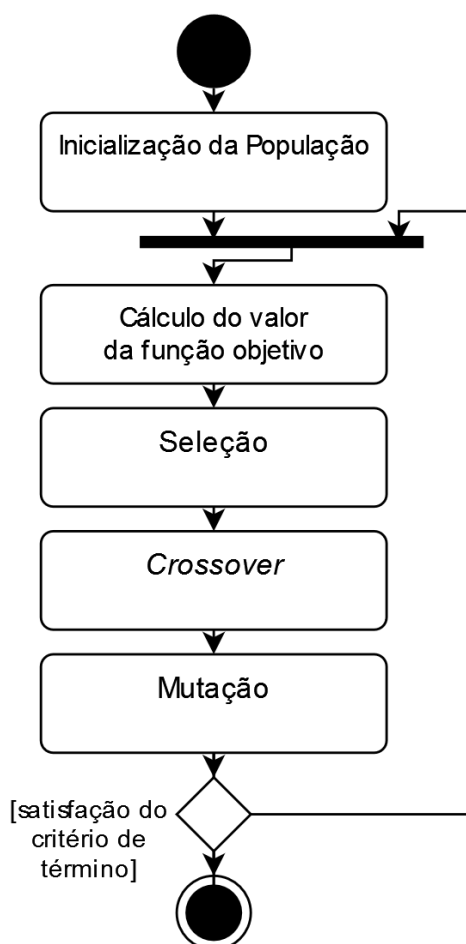 Inicialização da População
Cálculo do valor
da função objetivo
Seleção
Crossover
Mutação
[satisfação do
critério de
término]